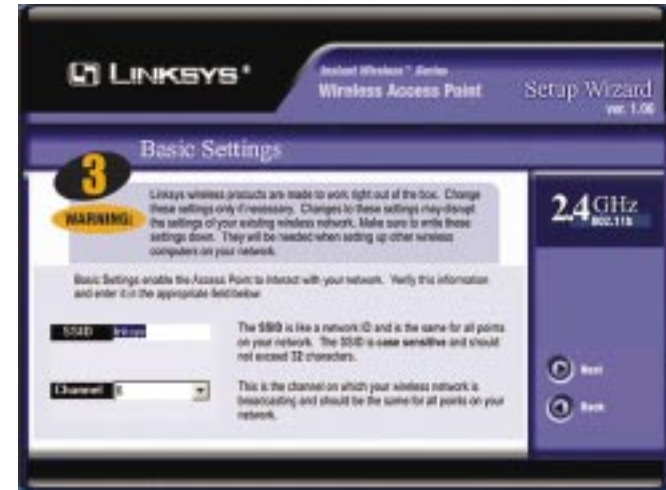 LINKSYS®
Instant Wireless™ Series
Wireless Access Point
Setup Wizard
ver. 1.06
3
Basic Settings
WARNING:
Linksys wireless products are made to work right out of the box. Change
these settings only if necessary. Changes to these settings may disrupt
the settings of your existing wireless network. Make sure to write these
settings down. They will be needed when adding up other wireless
computers on your network.
2.4GHz
802.11b
Basic Settings enable the Access Point to interact with your network. Verify this information
and enter it in the appropriate field below
SSID
linksys
The SSID is like a network ID and is the same for all points
on your network. The SSID is case sensitive and should
not exceed 32 characters.
Channel
6
This is the channel on which your wireless network is
broadcasting and should be the same for all points on your
network.
Next
Back